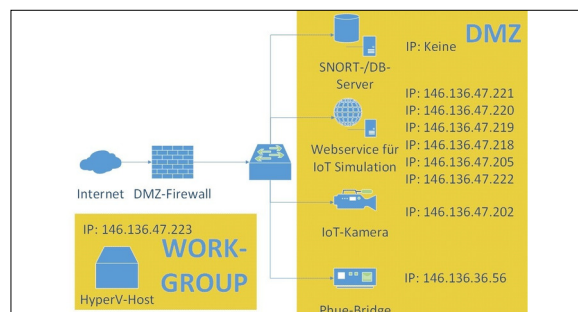 DMZ
IP: Keine
SNORT-/DB-
Server
IP: 146.136.47.221
IP: 146.136.47.220
IP: 146.136.47.219
IP: 146.136.47.218
IP: 146.136.47.205
IP: 146.136.47.222
Webservice für
IoT Simulation
Internet
DMZ-Firewall
IP: 146.136.47.202
IoT-Kamera
IP: 146.136.47.223
WORK-
GROUP
HyperV-Host
IP: 146.136.36.56
Phue-Bridge